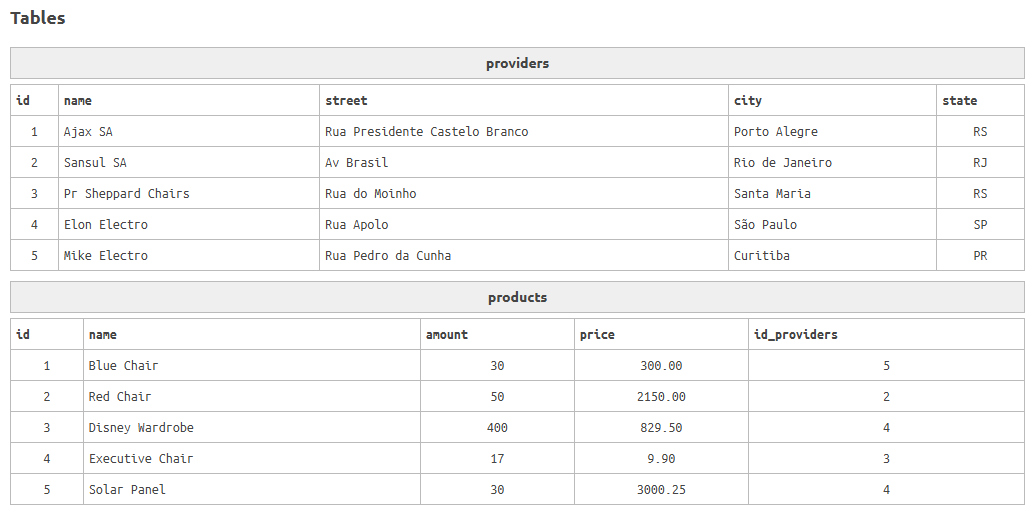 Tables
providers
id name street city state
1 Ajax SA Rua Presidente Castelo Branco Porto Alegre RS
2 Sansul SA Av Brasil Rio de Janeiro RJ
3 Pr Sheppard Chairs Rua do Moinho Santa Maria RS
4 Elon Electro Rua Apolo São Paulo SP
5 Mike Electro Rua Pedro da Cunha Curitiba PR
products
id name amount price id_providers
1 Blue Chair 30 300.00 5
2 Red Chair 50 2150.00 2
3 Disney Wardrobe 400 829.50 4
4 Executive Chair 17 9.90 3
5 Solar Panel 30 3000.25 4